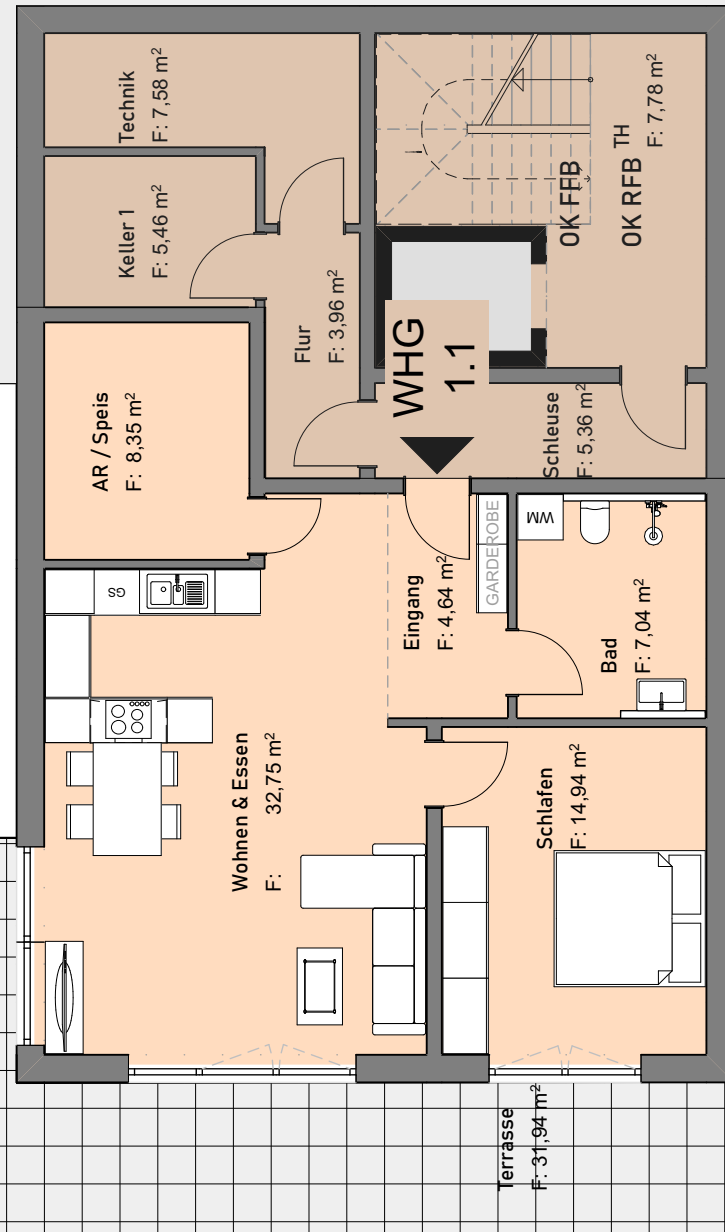 Technik
F: 7,58 m²
TH
F: 7,78 m²
OK FFB
OK RFB
Keller 1
F: 5,46 m²
Flur
F: 3,96 m²
WHG
1.1
Schleuse
F: 5,36 m²
AR / Speis
F: 8,35 m²
GS
Eingang
F: 4,64 m²
GARDEROBE
WM
Bad
F: 7,04 m²
Wohnen & Essen
F: 32,75 m²
Schlafen
F: 14,94 m²
Terrasse
F: 31,94 m²